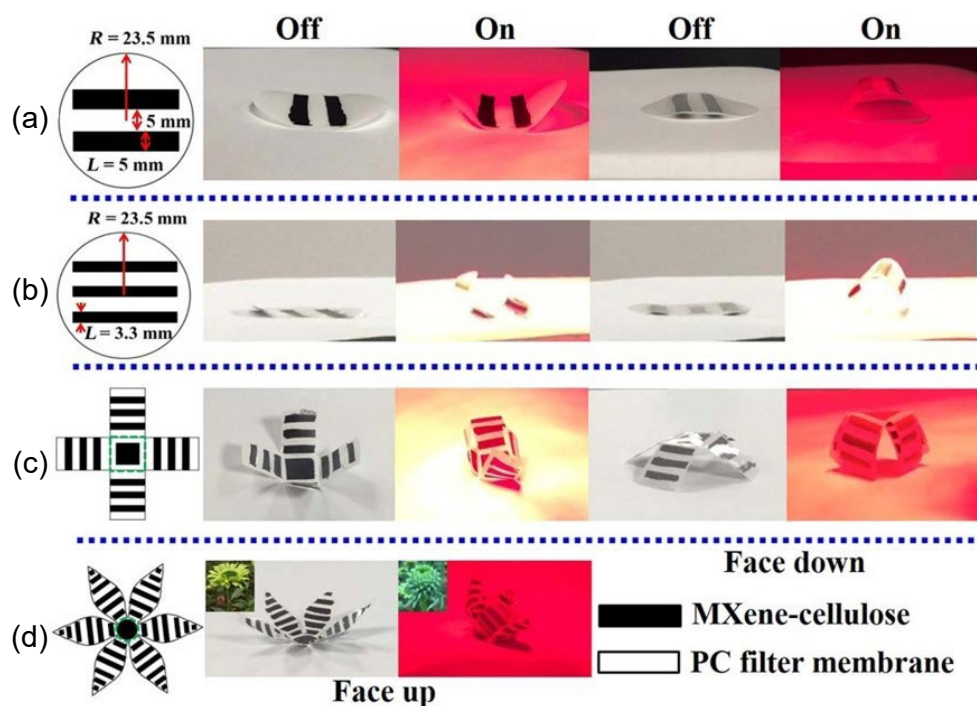 Off On Off On
(a)
R = 23.5 mm
5 mm
L = 5 mm
(b)
R = 23.5 mm
L = 3.3 mm
(c)
(d)
Face up
Face down
MXene-cellulose
PC filter membrane